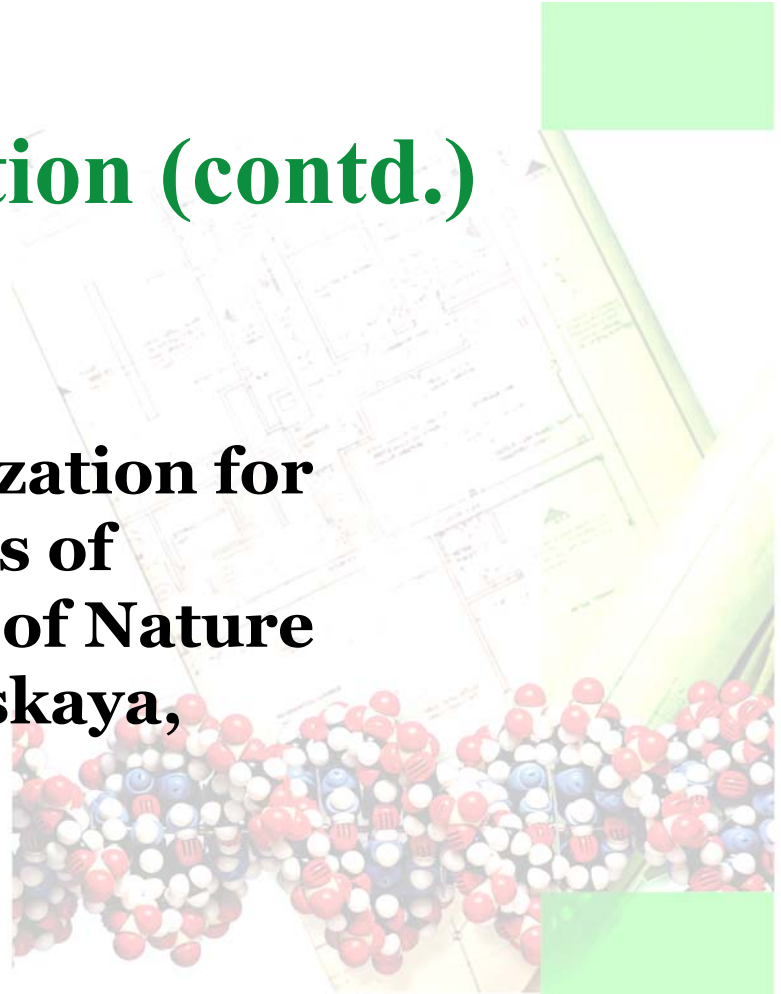 tion (contd.)
zation for
s of
of Nature
skaya,